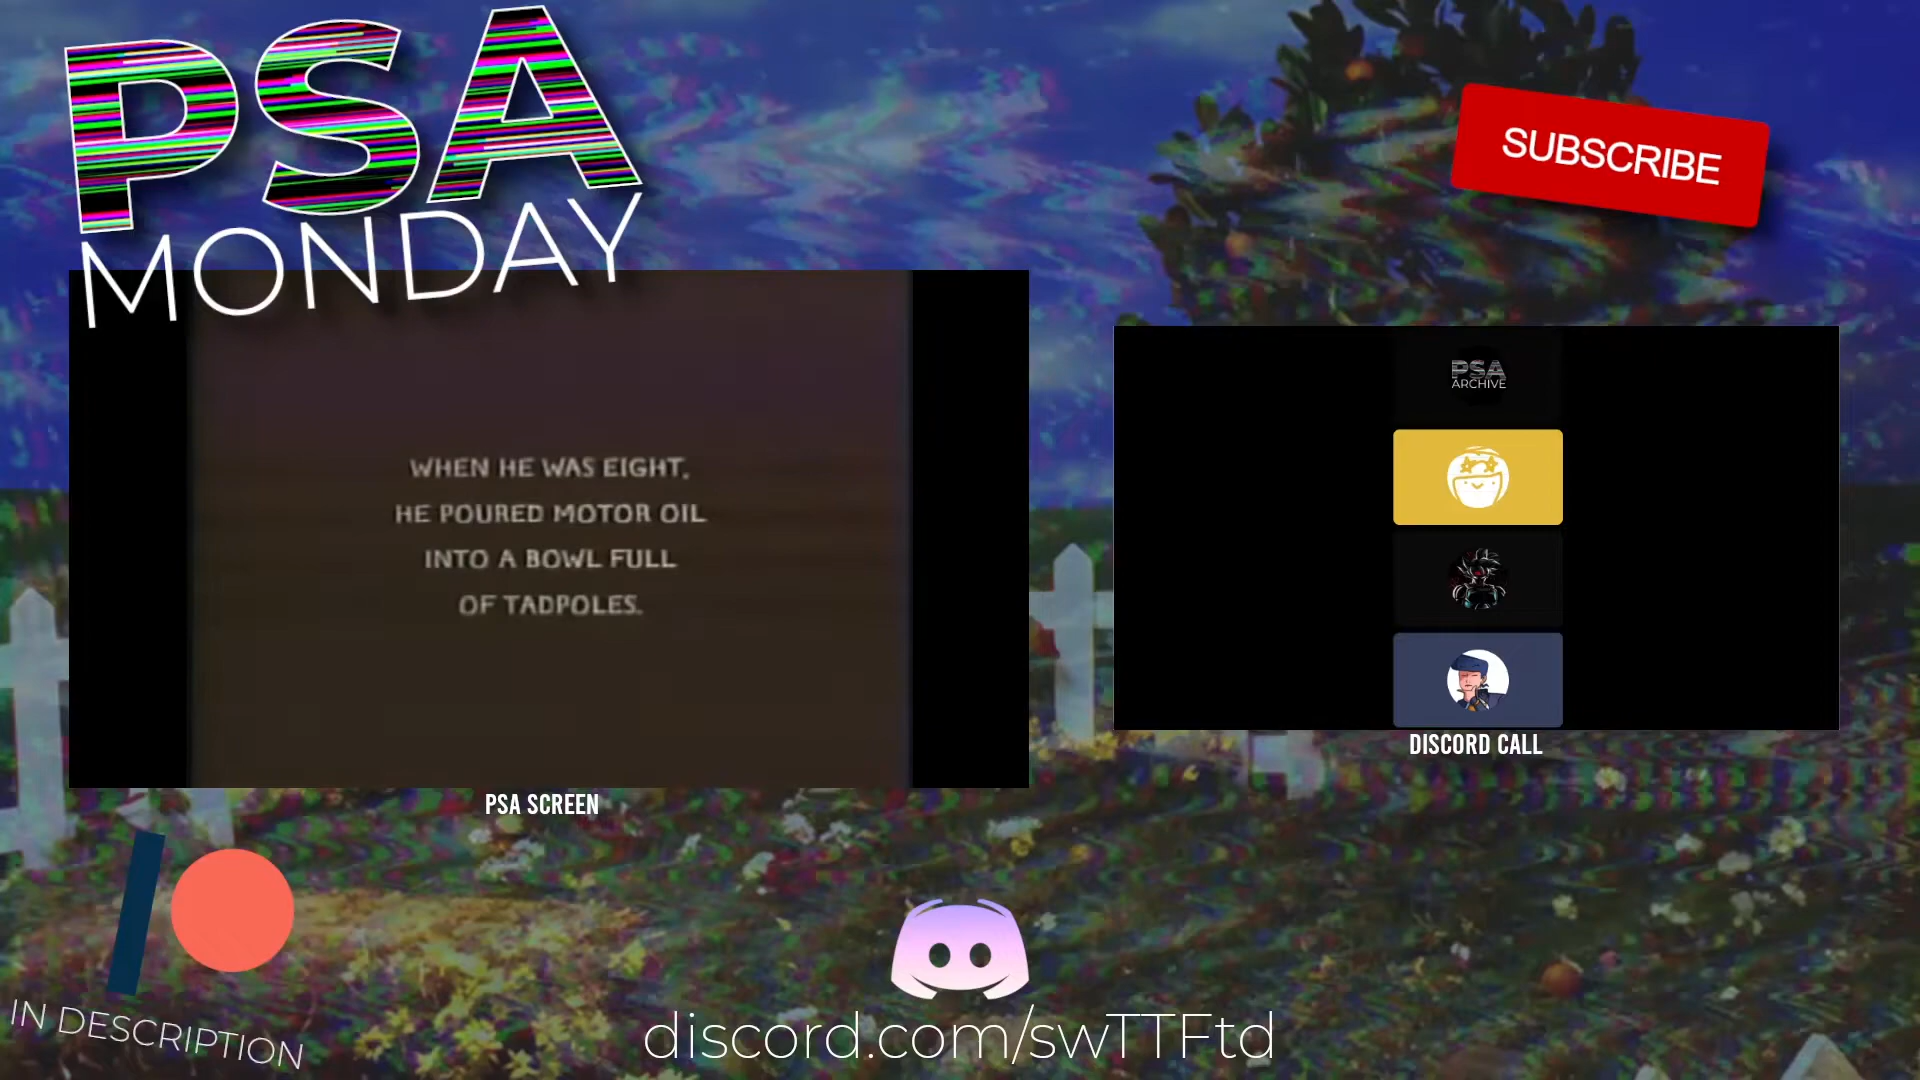 PSA
MONDAY
SUBSCRIBE
WHEN HE WAS EIGHT,
HE POURED MOTOR OIL
INTO A BOWL FULL
OF TADPOLES.
PSA SCREEN
PSA
ARCHIVE
DISCORD CALL
IN DESCRIPTION
discord.com/swTTFtd